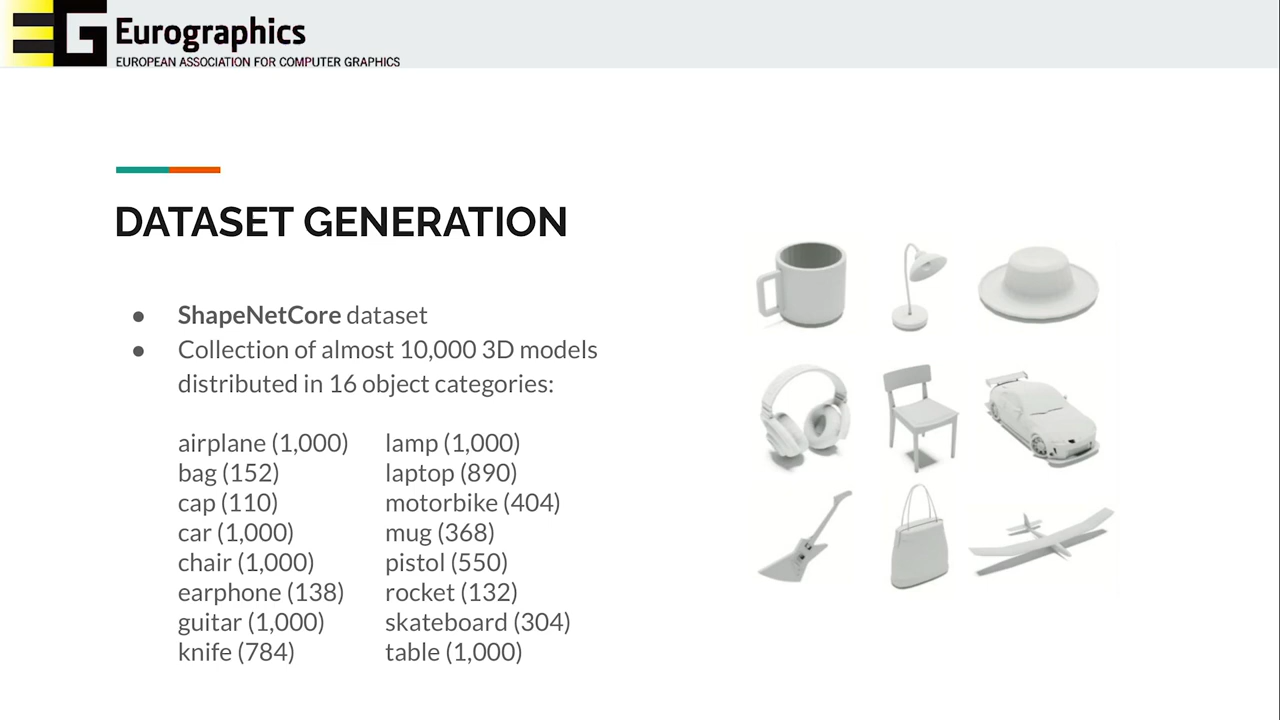 EG Eurographics
EUROPEAN ASSOCIATION FOR COMPUTER GRAPHICS
DATASET GENERATION
● ShapeNetCore dataset
● Collection of almost 10,000 3D models
distributed in 16 object categories:
airplane (1,000)
bag (152)
cap (110)
car (1,000)
chair (1,000)
earphone (138)
guitar (1,000)
knife (784)
lamp (1,000)
laptop (890)
motorbike (404)
mug (368)
pistol (550)
rocket (132)
skateboard (304)
table (1,000)